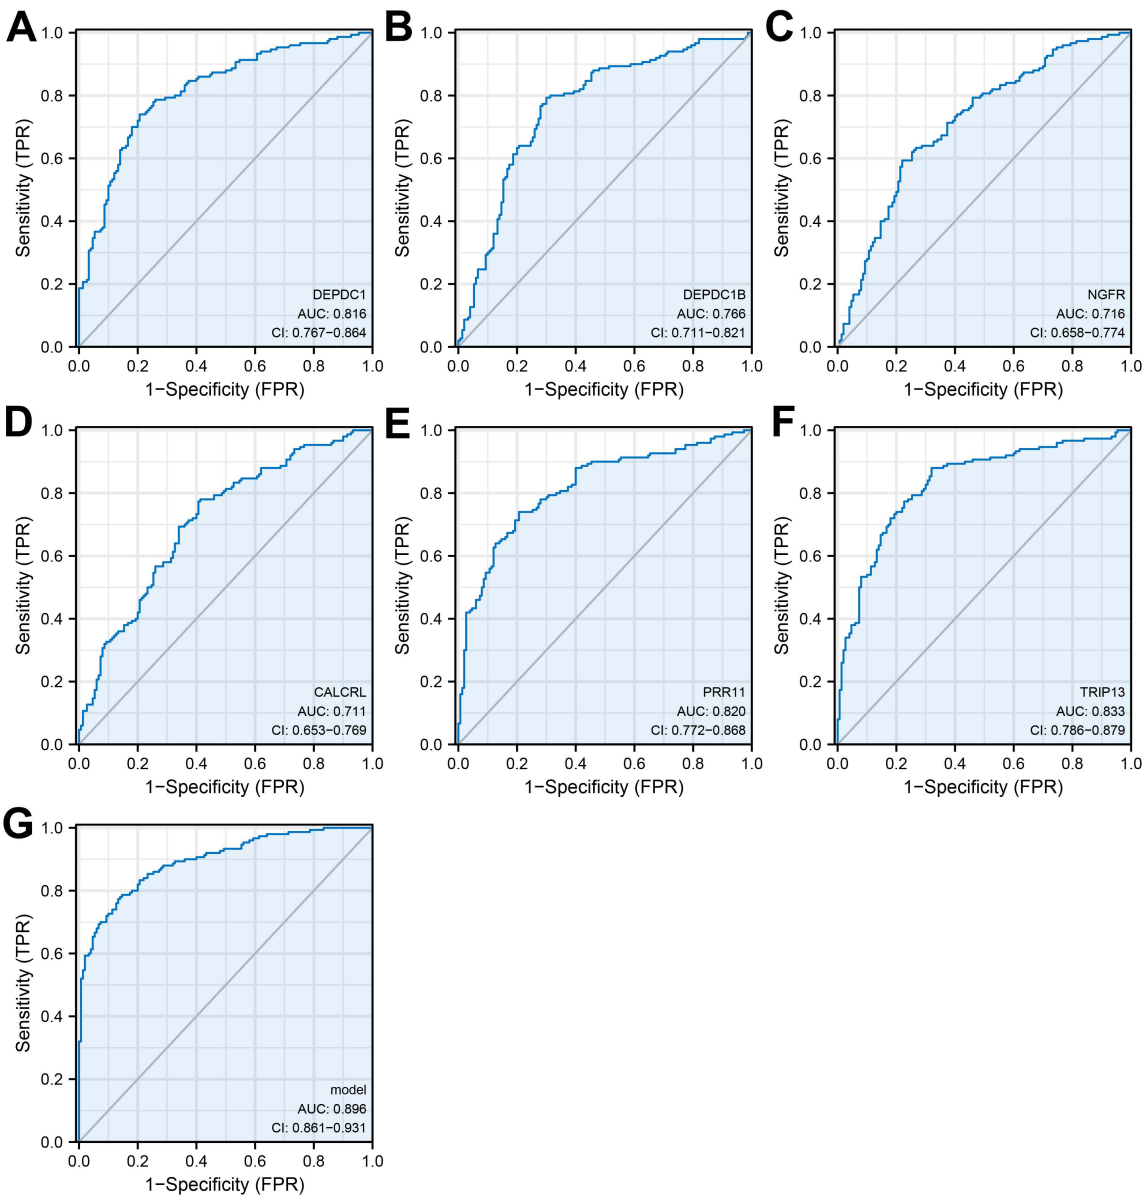 A
Sensitivity (TPR)
1.0
0.8
0.6
0.4
0.2
0.0
DEPDC1
AUC: 0.816
CI: 0.767−0.864
0.0 0.2 0.4 0.6 0.8 1.0
1−Specificity (FPR)
B
Sensitivity (TPR)
1.0
0.8
0.6
0.4
0.2
0.0
DEPDC1B
AUC: 0.766
CI: 0.711−0.821
0.0 0.2 0.4 0.6 0.8 1.0
1−Specificity (FPR)
C
Sensitivity (TPR)
1.0
0.8
0.6
0.4
0.2
0.0
NGFR
AUC: 0.716
CI: 0.658−0.774
0.0 0.2 0.4 0.6 0.8 1.0
1−Specificity (FPR)
D
Sensitivity (TPR)
1.0
0.8
0.6
0.4
0.2
0.0
CALCRL
AUC: 0.711
CI: 0.653−0.769
0.0 0.2 0.4 0.6 0.8 1.0
1−Specificity (FPR)
E
Sensitivity (TPR)
1.0
0.8
0.6
0.4
0.2
0.0
PRR11
AUC: 0.820
CI: 0.772−0.868
0.0 0.2 0.4 0.6 0.8 1.0
1−Specificity (FPR)
F
Sensitivity (TPR)
1.0
0.8
0.6
0.4
0.2
0.0
TRIP13
AUC: 0.833
CI: 0.786−0.879
0.0 0.2 0.4 0.6 0.8 1.0
1−Specificity (FPR)
G
Sensitivity (TPR)
1.0
0.8
0.6
0.4
0.2
0.0
model
AUC: 0.896
CI: 0.861−0.931
0.0 0.2 0.4 0.6 0.8 1.0
1−Specificity (FPR)